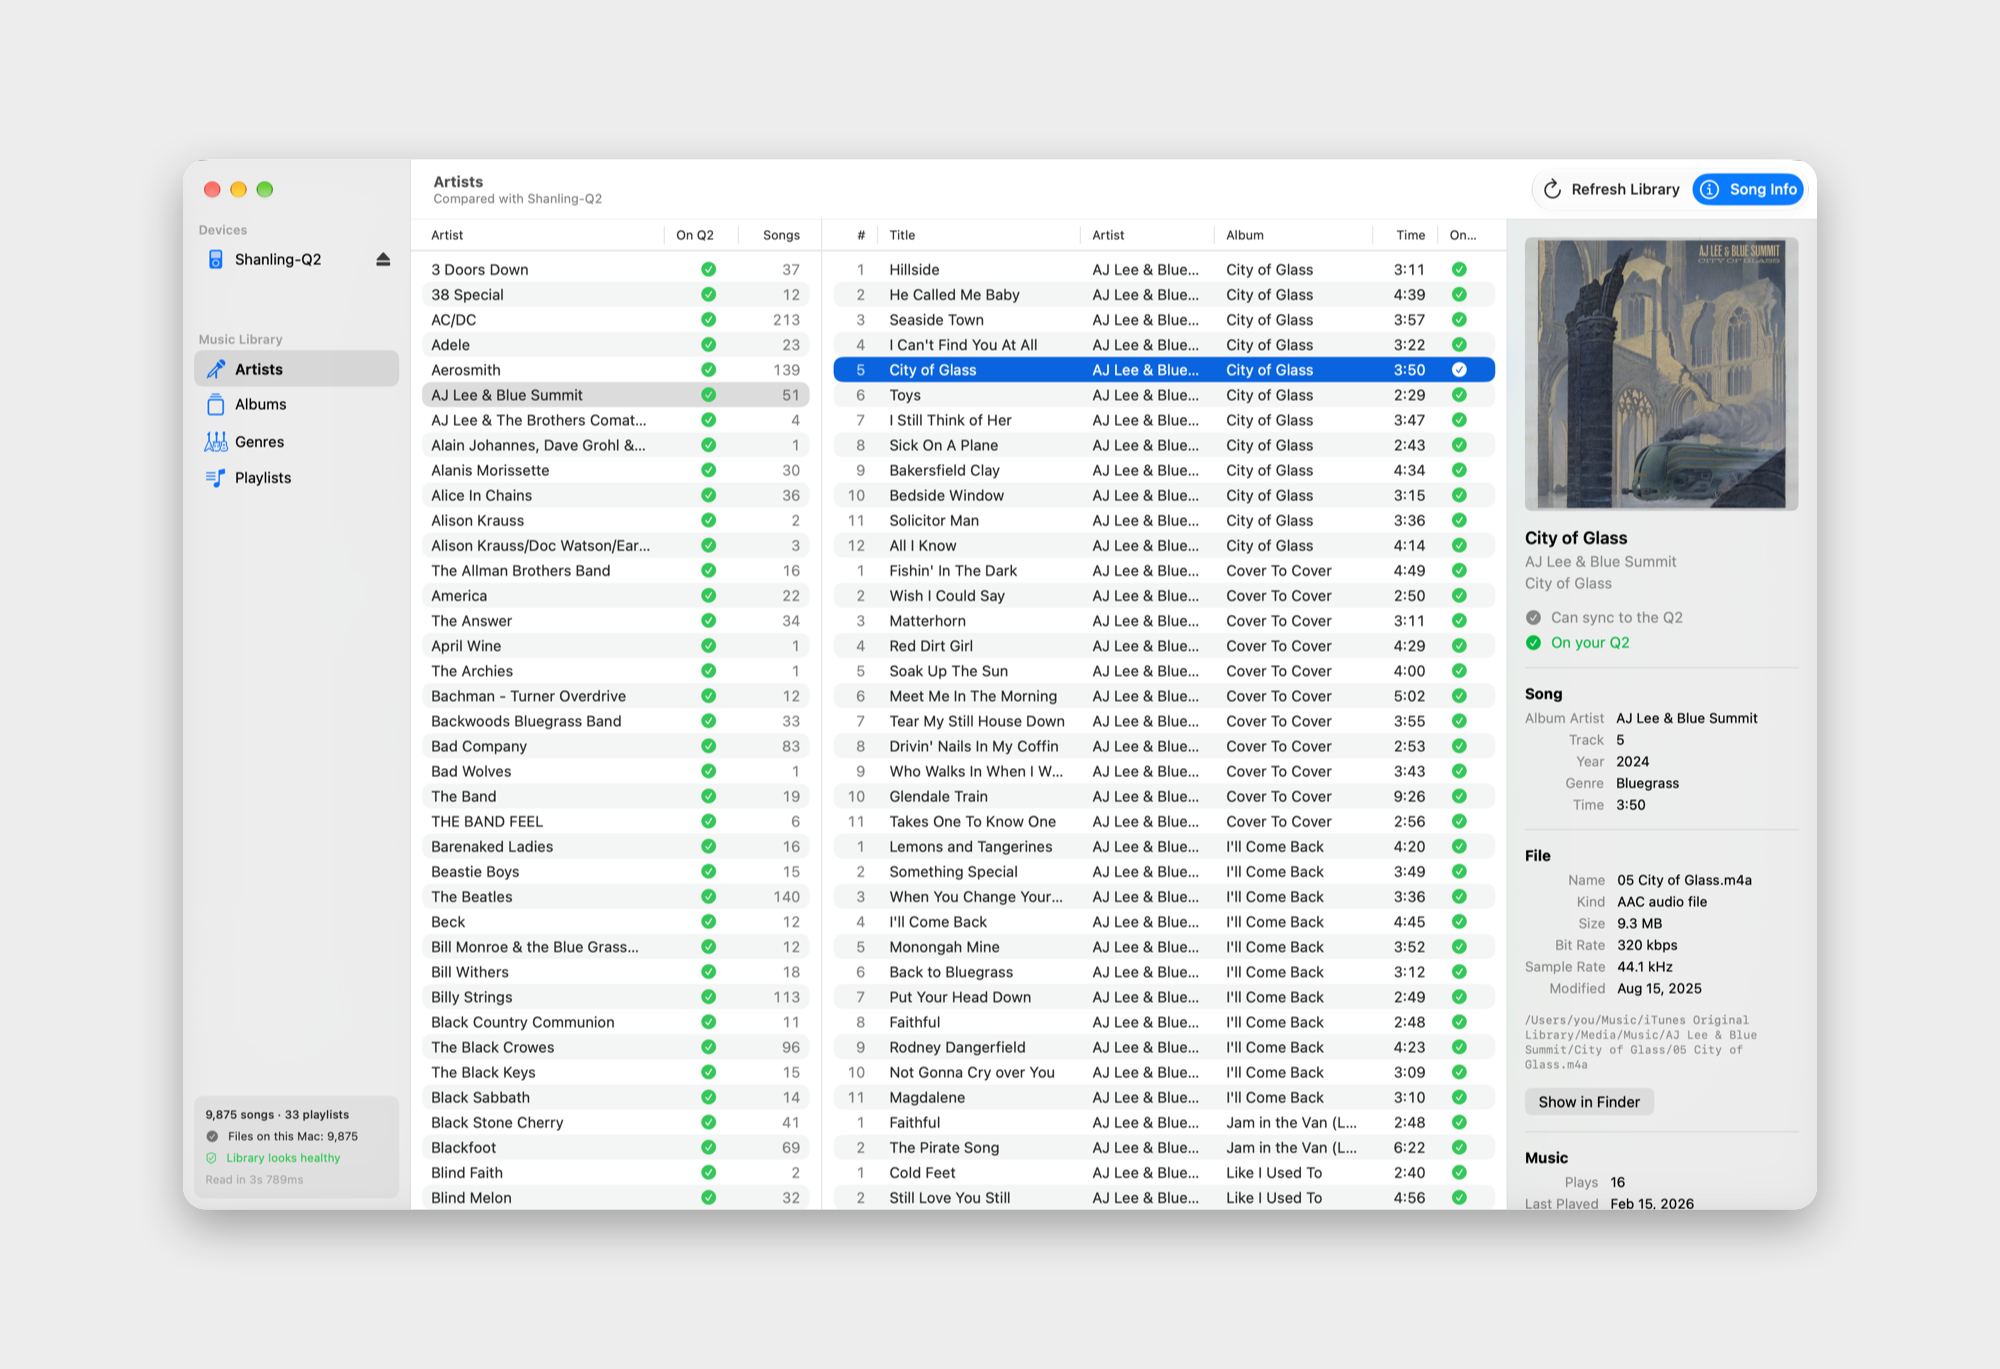 Devices
Shanling-Q2
Music Library
Artists
Albums
Genres
Playlists
9,875 songs · 33 playlists
Files on this Mac: 9,875
Library looks healthy
Read in 3s 789ms
Artists
Compared with Shanling-Q2
Refresh Library
Song Info
Artist On Q2 Songs
3 Doors Down 37
38 Special 12
AC/DC 213
Adele 23
Aerosmith 139
AJ Lee & Blue Summit 51
AJ Lee & The Brothers Comat... 4
Alain Johannes, Dave Grohl &... 1
Alanis Morissette 30
Alice In Chains 36
Alison Krauss 2
Alison Krauss/Doc Watson/Ear... 3
The Allman Brothers Band 16
America 22
The Answer 34
April Wine 1
The Archies 1
Bachman - Turner Overdrive 12
Backwoods Bluegrass Band 33
Bad Company 83
Bad Wolves 1
The Band 19
THE BAND FEEL 6
Barenaked Ladies 16
Beastie Boys 15
The Beatles 140
Beck 12
Bill Monroe & the Blue Grass... 12
Bill Withers 18
Billy Strings 113
Black Country Communion 11
The Black Crowes 96
The Black Keys 15
Black Sabbath 14
Black Stone Cherry 41
Blackfoot 69
Blind Faith 2
Blind Melon 32
# Title Artist Album Time On...
1 Hillside AJ Lee & Blue... City of Glass 3:11
2 He Called Me Baby AJ Lee & Blue... City of Glass 4:39
3 Seaside Town AJ Lee & Blue... City of Glass 3:57
4 I Can't Find You At All AJ Lee & Blue... City of Glass 3:22
5 City of Glass AJ Lee & Blue... City of Glass 3:50
6 Toys AJ Lee & Blue... City of Glass 2:29
7 I Still Think of Her AJ Lee & Blue... City of Glass 3:47
8 Sick On A Plane AJ Lee & Blue... City of Glass 2:43
9 Bakersfield Clay AJ Lee & Blue... City of Glass 4:34
10 Bedside Window AJ Lee & Blue... City of Glass 3:15
11 Solicitor Man AJ Lee & Blue... City of Glass 3:36
12 All I Know AJ Lee & Blue... City of Glass 4:14
1 Fishin' In The Dark AJ Lee & Blue... Cover To Cover 4:49
2 Wish I Could Say AJ Lee & Blue... Cover To Cover 2:50
3 Matterhorn AJ Lee & Blue... Cover To Cover 3:11
4 Red Dirt Girl AJ Lee & Blue... Cover To Cover 4:29
5 Soak Up The Sun AJ Lee & Blue... Cover To Cover 4:00
6 Meet Me In The Morning AJ Lee & Blue... Cover To Cover 5:02
7 Tear My Still House Down AJ Lee & Blue... Cover To Cover 3:55
8 Drivin' Nails In My Coffin AJ Lee & Blue... Cover To Cover 2:53
9 Who Walks In When I W... AJ Lee & Blue... Cover To Cover 3:43
10 Glendale Train AJ Lee & Blue... Cover To Cover 9:26
11 Takes One To Know One AJ Lee & Blue... Cover To Cover 2:56
1 Lemons and Tangerines AJ Lee & Blue... I'll Come Back 4:20
2 Something Special AJ Lee & Blue... I'll Come Back 3:49
3 When You Change Your... AJ Lee & Blue... I'll Come Back 3:36
4 I'll Come Back AJ Lee & Blue... I'll Come Back 4:45
5 Monongah Mine AJ Lee & Blue... I'll Come Back 3:52
6 Back to Bluegrass AJ Lee & Blue... I'll Come Back 3:12
7 Put Your Head Down AJ Lee & Blue... I'll Come Back 2:49
8 Faithful AJ Lee & Blue... I'll Come Back 2:48
9 Rodney Dangerfield AJ Lee & Blue... I'll Come Back 4:23
10 Not Gonna Cry over You AJ Lee & Blue... I'll Come Back 3:09
11 Magdalene AJ Lee & Blue... I'll Come Back 3:10
1 Faithful AJ Lee & Blue... Jam in the Van (L... 2:48
2 The Pirate Song AJ Lee & Blue... Jam in the Van (L... 6:22
1 Cold Feet AJ Lee & Blue... Like I Used To 2:40
2 Still Love You Still AJ Lee & Blue... Like I Used To 4:56
AJ LEE & BLUE SUMMIT
CITY OF GLASS
City of Glass
AJ Lee & Blue Summit
City of Glass
Can sync to the Q2
On your Q2
Song
Album Artist AJ Lee & Blue Summit
Track 5
Year 2024
Genre Bluegrass
Time 3:50
File
Name 05 City of Glass.m4a
Kind AAC audio file
Size 9.3 MB
Bit Rate 320 kbps
Sample Rate 44.1 kHz
Modified Aug 15, 2025
/Users/you/Music/iTunes Original
Library/Media/Music/AJ Lee & Blue
Summit/City of Glass/05 City of
Glass.m4a
Show in Finder
Music
Plays 16
Last Played Feb 15, 2026